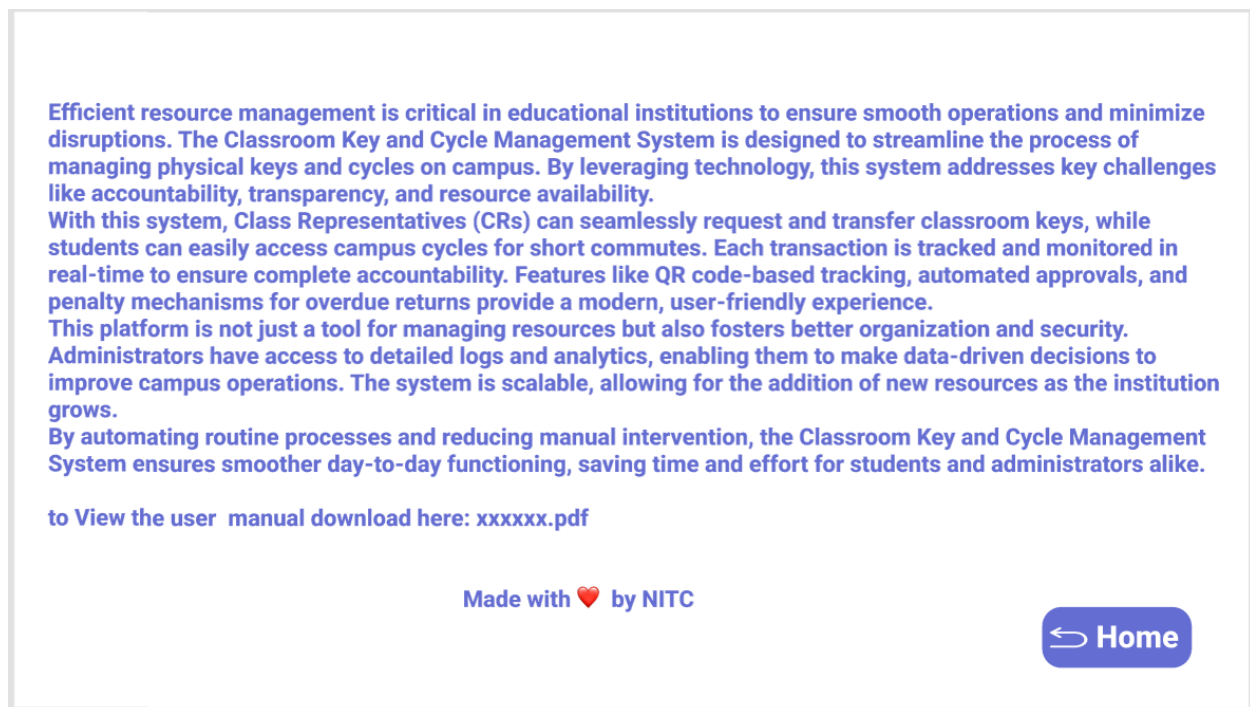 Efficient resource management is critical in educational institutions to ensure smooth operations and minimize
disruptions. The Classroom Key and Cycle Management System is designed to streamline the process of
managing physical keys and cycles on campus. By leveraging technology, this system addresses key challenges
like accountability, transparency, and resource availability.
With this system, Class Representatives (CRs) can seamlessly request and transfer classroom keys, while
students can easily access campus cycles for short commutes. Each transaction is tracked and monitored in
real-time to ensure complete accountability. Features like QR code-based tracking, automated approvals, and
penalty mechanisms for overdue returns provide a modern, user-friendly experience.
This platform is not just a tool for managing resources but also fosters better organization and security.
Administrators have access to detailed logs and analytics, enabling them to make data-driven decisions to
improve campus operations. The system is scalable, allowing for the addition of new resources as the institution
grows.
By automating routine processes and reducing manual intervention, the Classroom Key and Cycle Management
System ensures smoother day-to-day functioning, saving time and effort for students and administrators alike.
to View the user  manual download here: xxxxxx.pdf
Made with ❤️ by NITC
Home